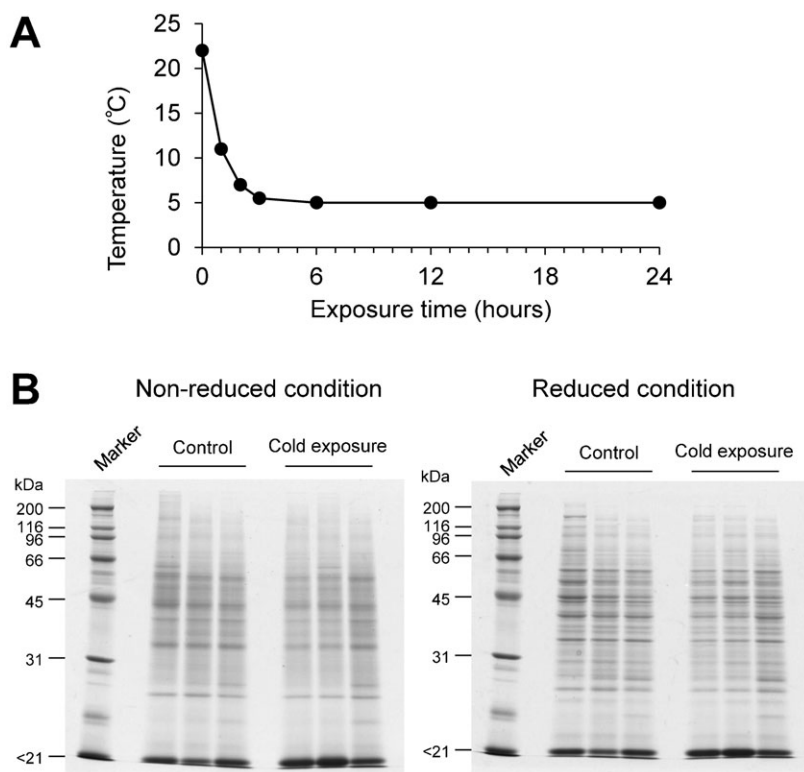 A
Temperature (℃)
25
20
15
10
5
0
0 6 12 18 24
Exposure time (hours)
B
Non-reduced condition
Reduced condition
Marker
Control
Cold exposure
kDa
200
116
96
66
45
31
<21
Marker
Control
Cold exposure
kDa
200
116
96
66
45
31
<21